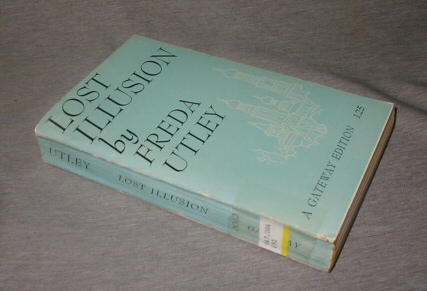 LOST
ILLUSION
by
FREDA
UTLEY
A GATEWAY EDITION 1.25
UTLEY
LOST ILLUSION